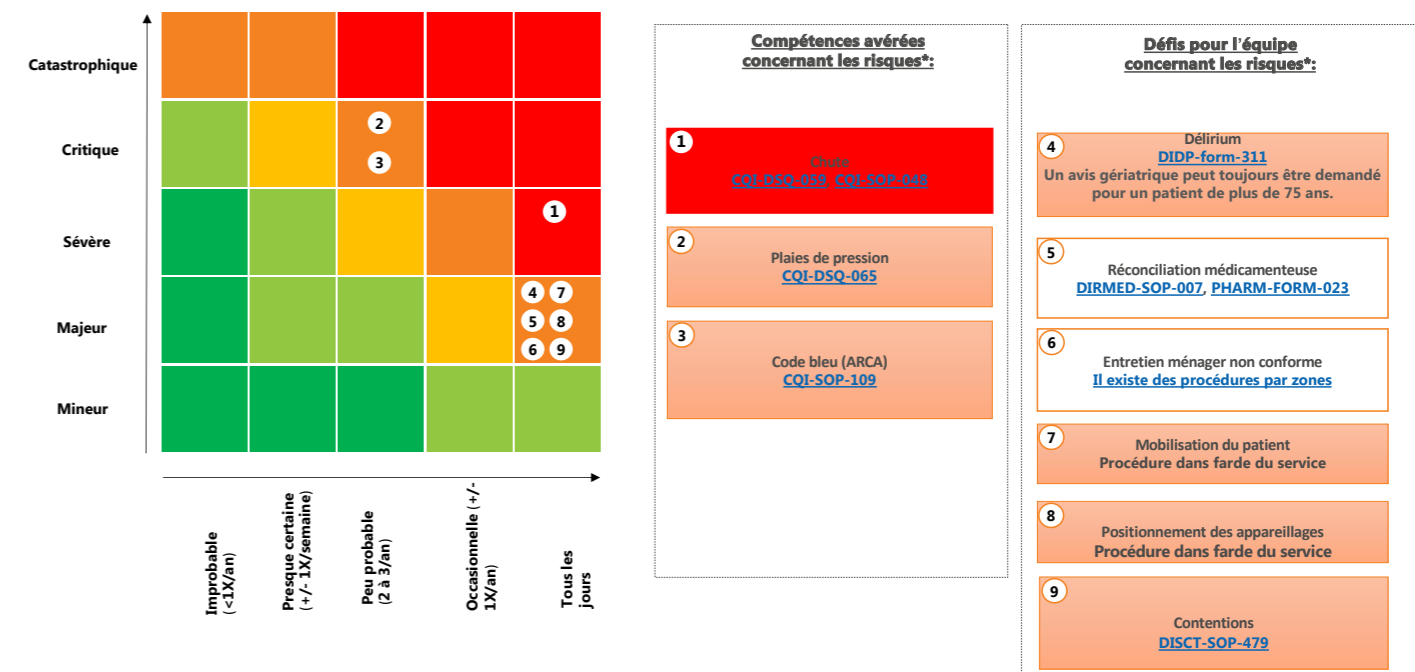 Catastrophique
Critique
Sévère
Majeur
Mineur
2
3
1
4 7
5 8
6 9
Improbable
(<1X/an)
Presque certaine
(+/- 1X/semaine)
Peu probable
(2 à 3/an)
Occasionnelle (+/-
1X/an)
Tous les
jours
Compétences avérées
concernant les risques*:
1
Chute
CQI-DSQ-059, CQI-SOP-048
2
Plaies de pression
CQI-DSQ-065
3
Code bleu (ARCA)
CQI-SOP-109
Défis pour l'équipe
concernant les risques*:
4
Délirium
DIDP-form-311
Un avis gériatrique peut toujours être demandé
pour un patient de plus de 75 ans.
5
Réconciliation médicamenteuse
DIRMED-SOP-007, PHARM-FORM-023
6
Entretien ménager non conforme
Il existe des procédures par zones
7
Mobilisation du patient
Procédure dans farde du service
8
Positionnement des appareillages
Procédure dans farde du service
9
Contentions
DISCT-SOP-479